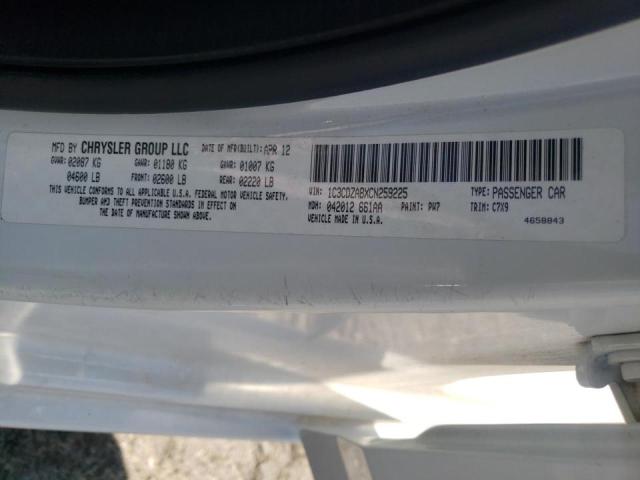 MFD BY CHRYSLER GROUP LLC DATE OF MFR(BUILT): APR 12
GVWR: 02087 KG GAWR: 01180 KG GAWR: 01007 KG
04600 LB FRONT: 02600 LB REAR: 02220 LB
THIS VEHICLE CONFORMS TO ALL APPLICABLE U.S.A. FEDERAL MOTOR VEHICLE SAFETY,
BUMPER AND THEFT PREVENTION STANDARDS IN EFFECT ON
THE DATE OF MANUFACTURE SHOWN ABOVE.
VIN: 1C3CDZABXCN259225 TYPE: PASSENGER CAR
MDH: 042012 661AA PAINT: PW7 TRIM: C7X9
VEHICLE MADE IN U.S.A.
4658843